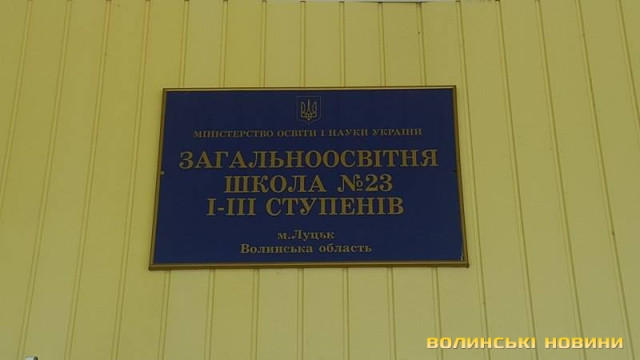 МІНІСТЕРСТВО ОСВІТИ І НАУКИ УКРАЇНИ
ЗАГАЛЬНООСВІТНЯ
ШКОЛА №23
І-ІІІ СТУПЕНІВ
м.Луцьк
Волинська область
ВОЛИНСЬКІ НОВИНИ